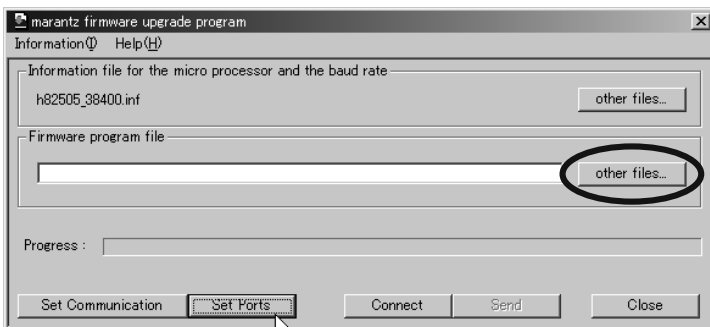 marantz firmware upgrade program
Information(I) Help(H)
Information file for the micro processor and the baud rate
h82505_38400.inf
other files...
Firmware program file
other files...
Progress :
Set Communication Set Ports Connect Send Close